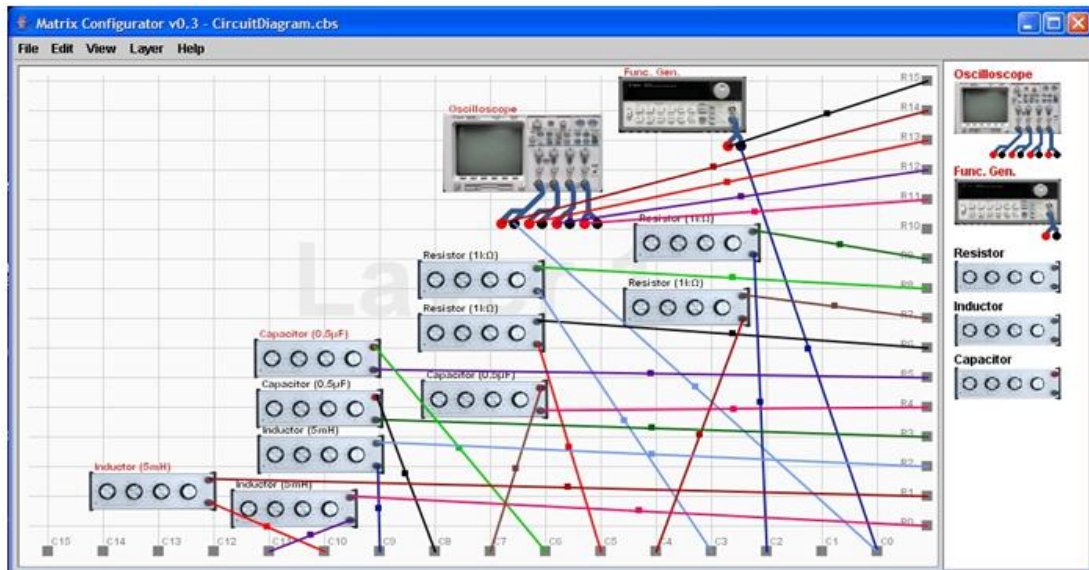 Matrix Configurator v0.3 - CircuitDiagram.cbs
File Edit View Layer Help
Func. Gen.
R15
Oscilloscope
R14
R13
R12
R11
Resistor (1kΩ)
R10
Resistor (1kΩ)
R9
Resistor (1kΩ)
R8
Resistor (1kΩ)
R7
Capacitor (0.5µF)
R6
Capacitor (0.5µF)
Capacitor (0.5µF)
R5
R4
Inductor (5mH)
R3
Inductor (5mH)
R2
Inductor (5mH)
R1
R0
C15 C14 C13 C12 C11 C10 C9 C8 C7 C6 C5 C4 C3 C2 C1 C0
Oscilloscope
Func. Gen.
Resistor
Inductor
Capacitor